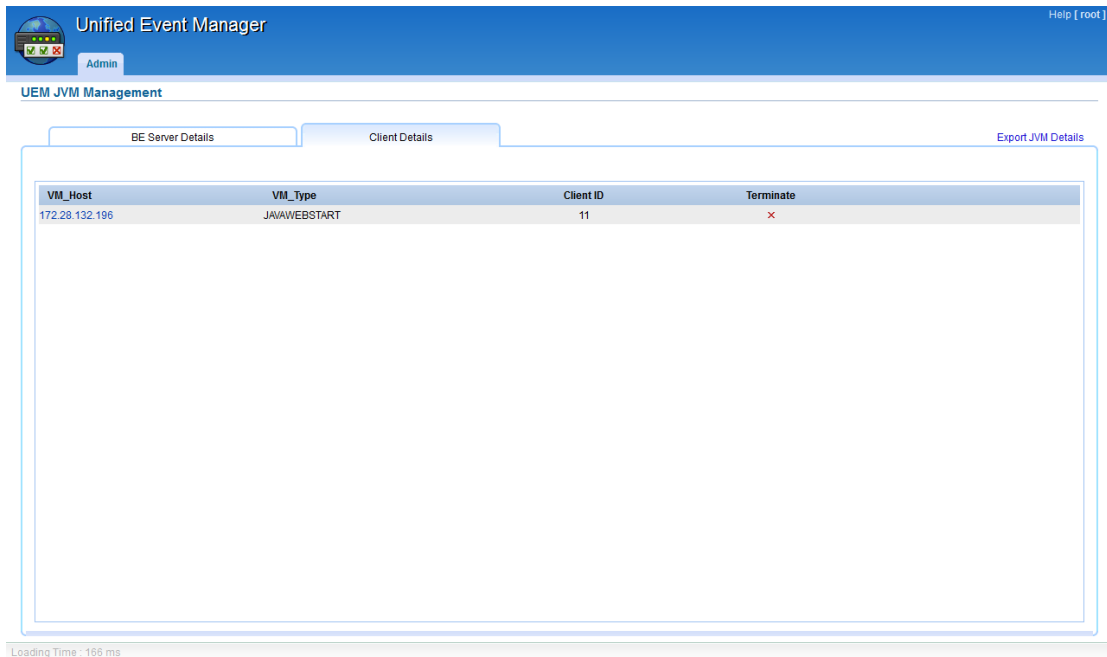 Unified Event Manager
Help [ root ]
Admin
UEM JVM Management
BE Server Details
Client Details
Export JVM Details
VM_Host VM_Type Client ID Terminate
172.28.132.196 JAVAWEBSTART 11 ×
Loading Time : 166 ms